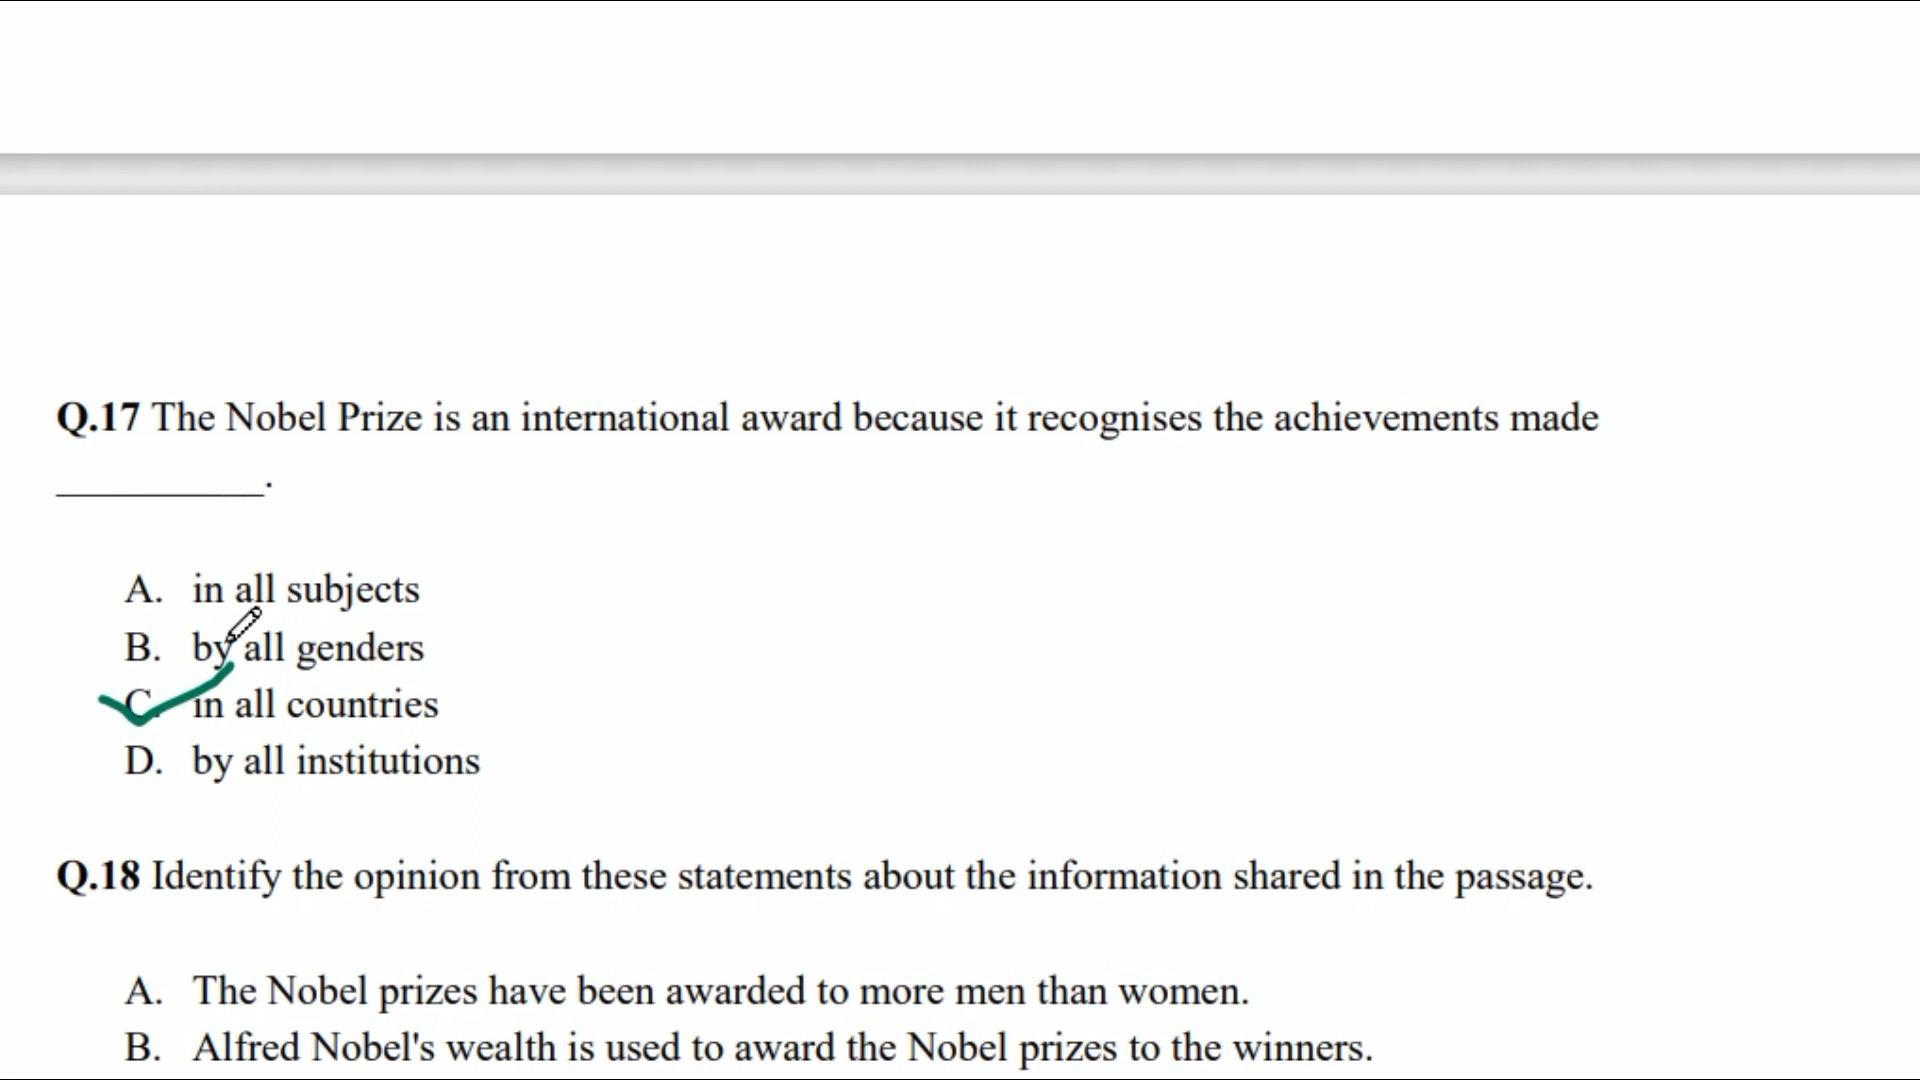 Q.17 The Nobel Prize is an international award because it recognises the achievements made
__________.
A. in all subjects
B. by all genders
C. in all countries
D. by all institutions
Q.18 Identify the opinion from these statements about the information shared in the passage.
A. The Nobel prizes have been awarded to more men than women.
B. Alfred Nobel's wealth is used to award the Nobel prizes to the winners.